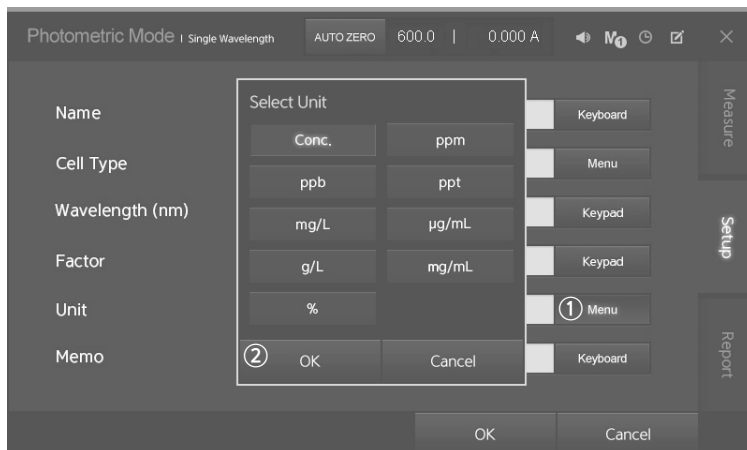 Photometric Mode | Single Wavelength AUTO ZERO 600.0 | 0.000 A M1
Name Keyboard
Cell Type Menu
Wavelength (nm) Keypad
Factor Keypad
Unit ① Menu
Memo Keyboard
Select Unit
Conc. ppm
ppb ppt
mg/L µg/mL
g/L mg/mL
%
② OK Cancel
OK Cancel
Measure
Setup
Report